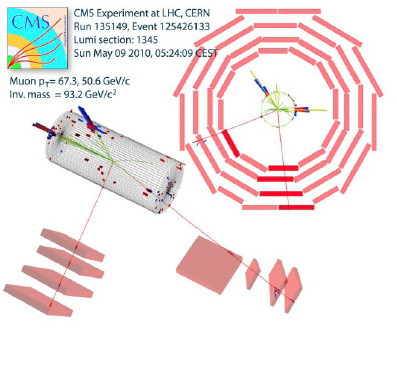 CMS
CMS Experiment at LHC, CERN
Run 135149, Event 125426133
Lumi section: 1345
Sun May 09 2010, 05:24:09 CEST
Muon pT= 67.3, 50.6 GeV/c
Inv. mass = 93.2 GeV/c²